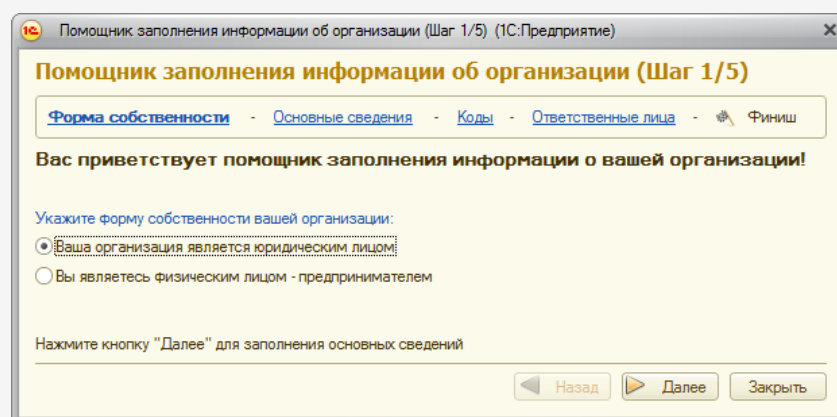 1С Помощник заполнения информации об организации (Шаг 1/5) (1С:Предприятие)
Помощник заполнения информации об организации (Шаг 1/5)
Форма собственности - Основные сведения - Коды - Ответственные лица - Финиш
Вас приветствует помощник заполнения информации о вашей организации!
Укажите форму собственности вашей организации:
Ваша организация является юридическим лицом
Вы являетесь физическим лицом - предпринимателем
Нажмите кнопку "Далее" для заполнения основных сведений
Назад Далее Закрыть